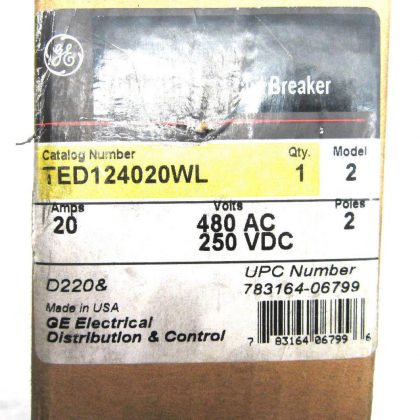 GE
Breaker
Catalog Number Qty. Model
TED124020WL 1 2
Amps Volts Poles
20 480 AC 2
250 VDC
D220& UPC Number
783164-06799
Made in USA
GE Electrical
Distribution & Control
7 83164 06799 6